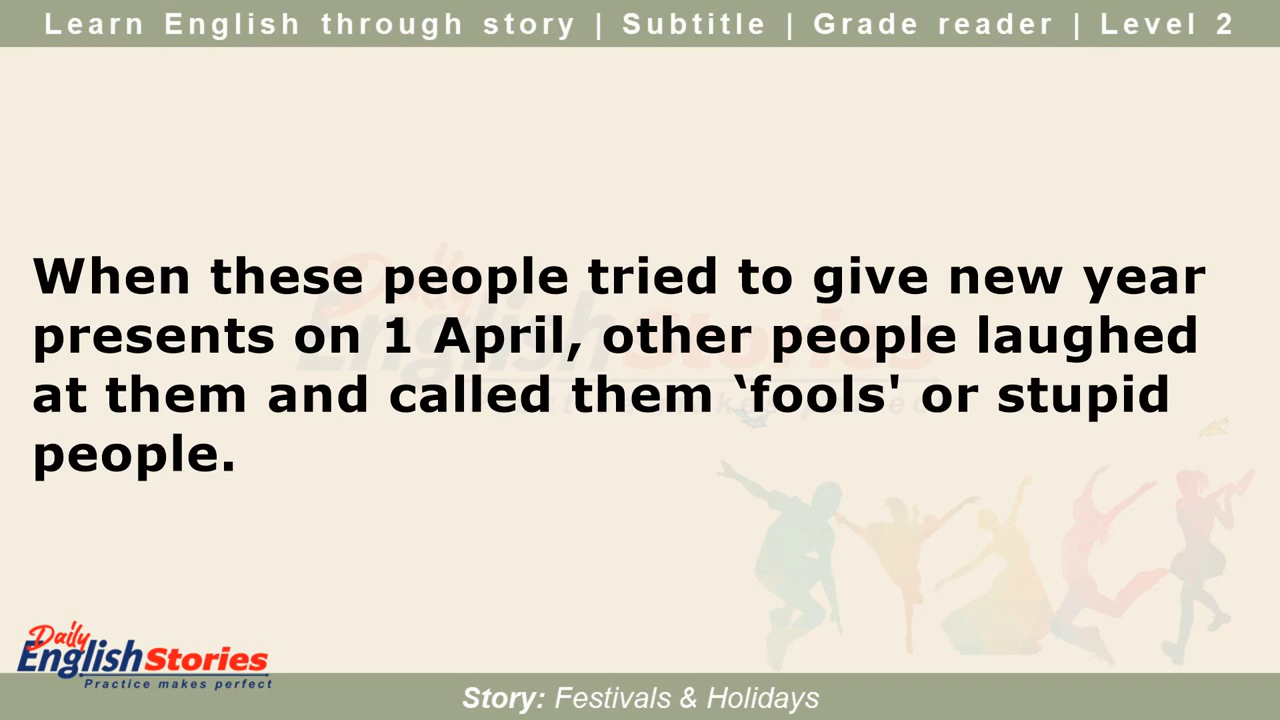 Learn English through story | Subtitle | Grade reader | Level 2
When these people tried to give new year
presents on 1 April, other people laughed
at them and called them ‵fools' or stupid
people.
Daily
English Stories
Practice makes perfect
Story: Festivals & Holidays